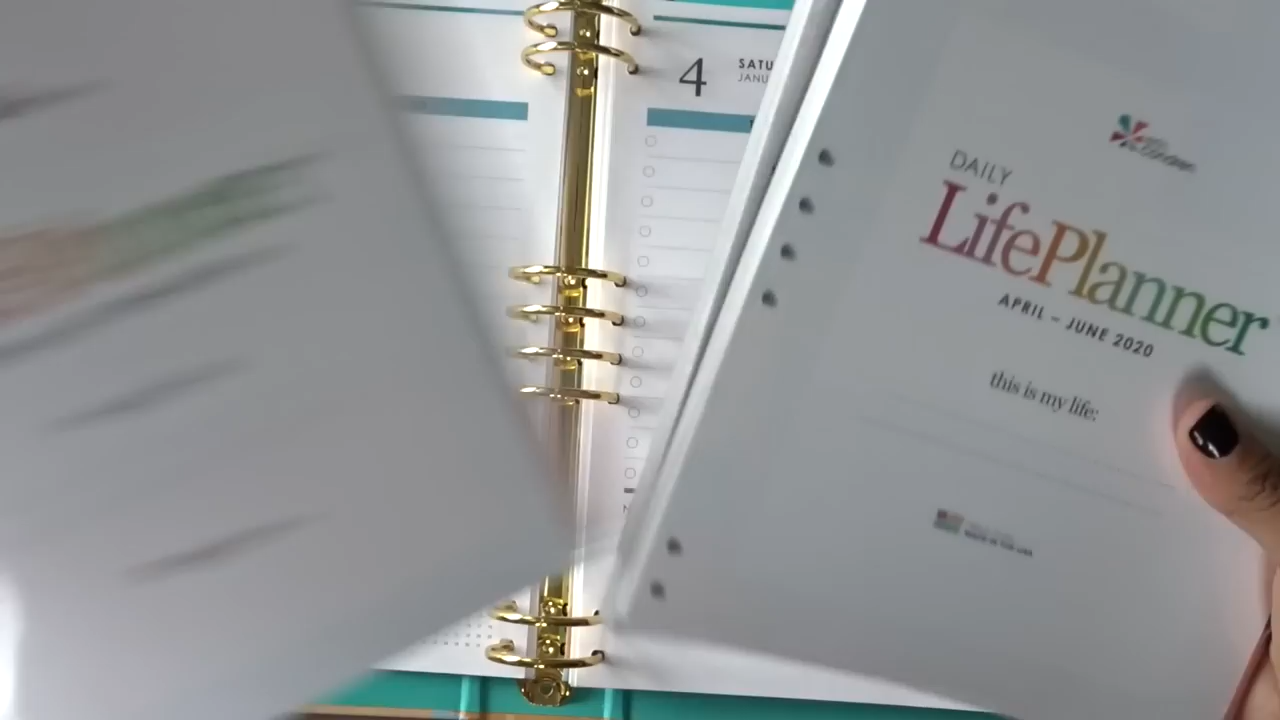 4
SATU
JANU
DAILY
LifePlanner
APRIL – JUNE 2020
this is my life:
MADE IN THE USA